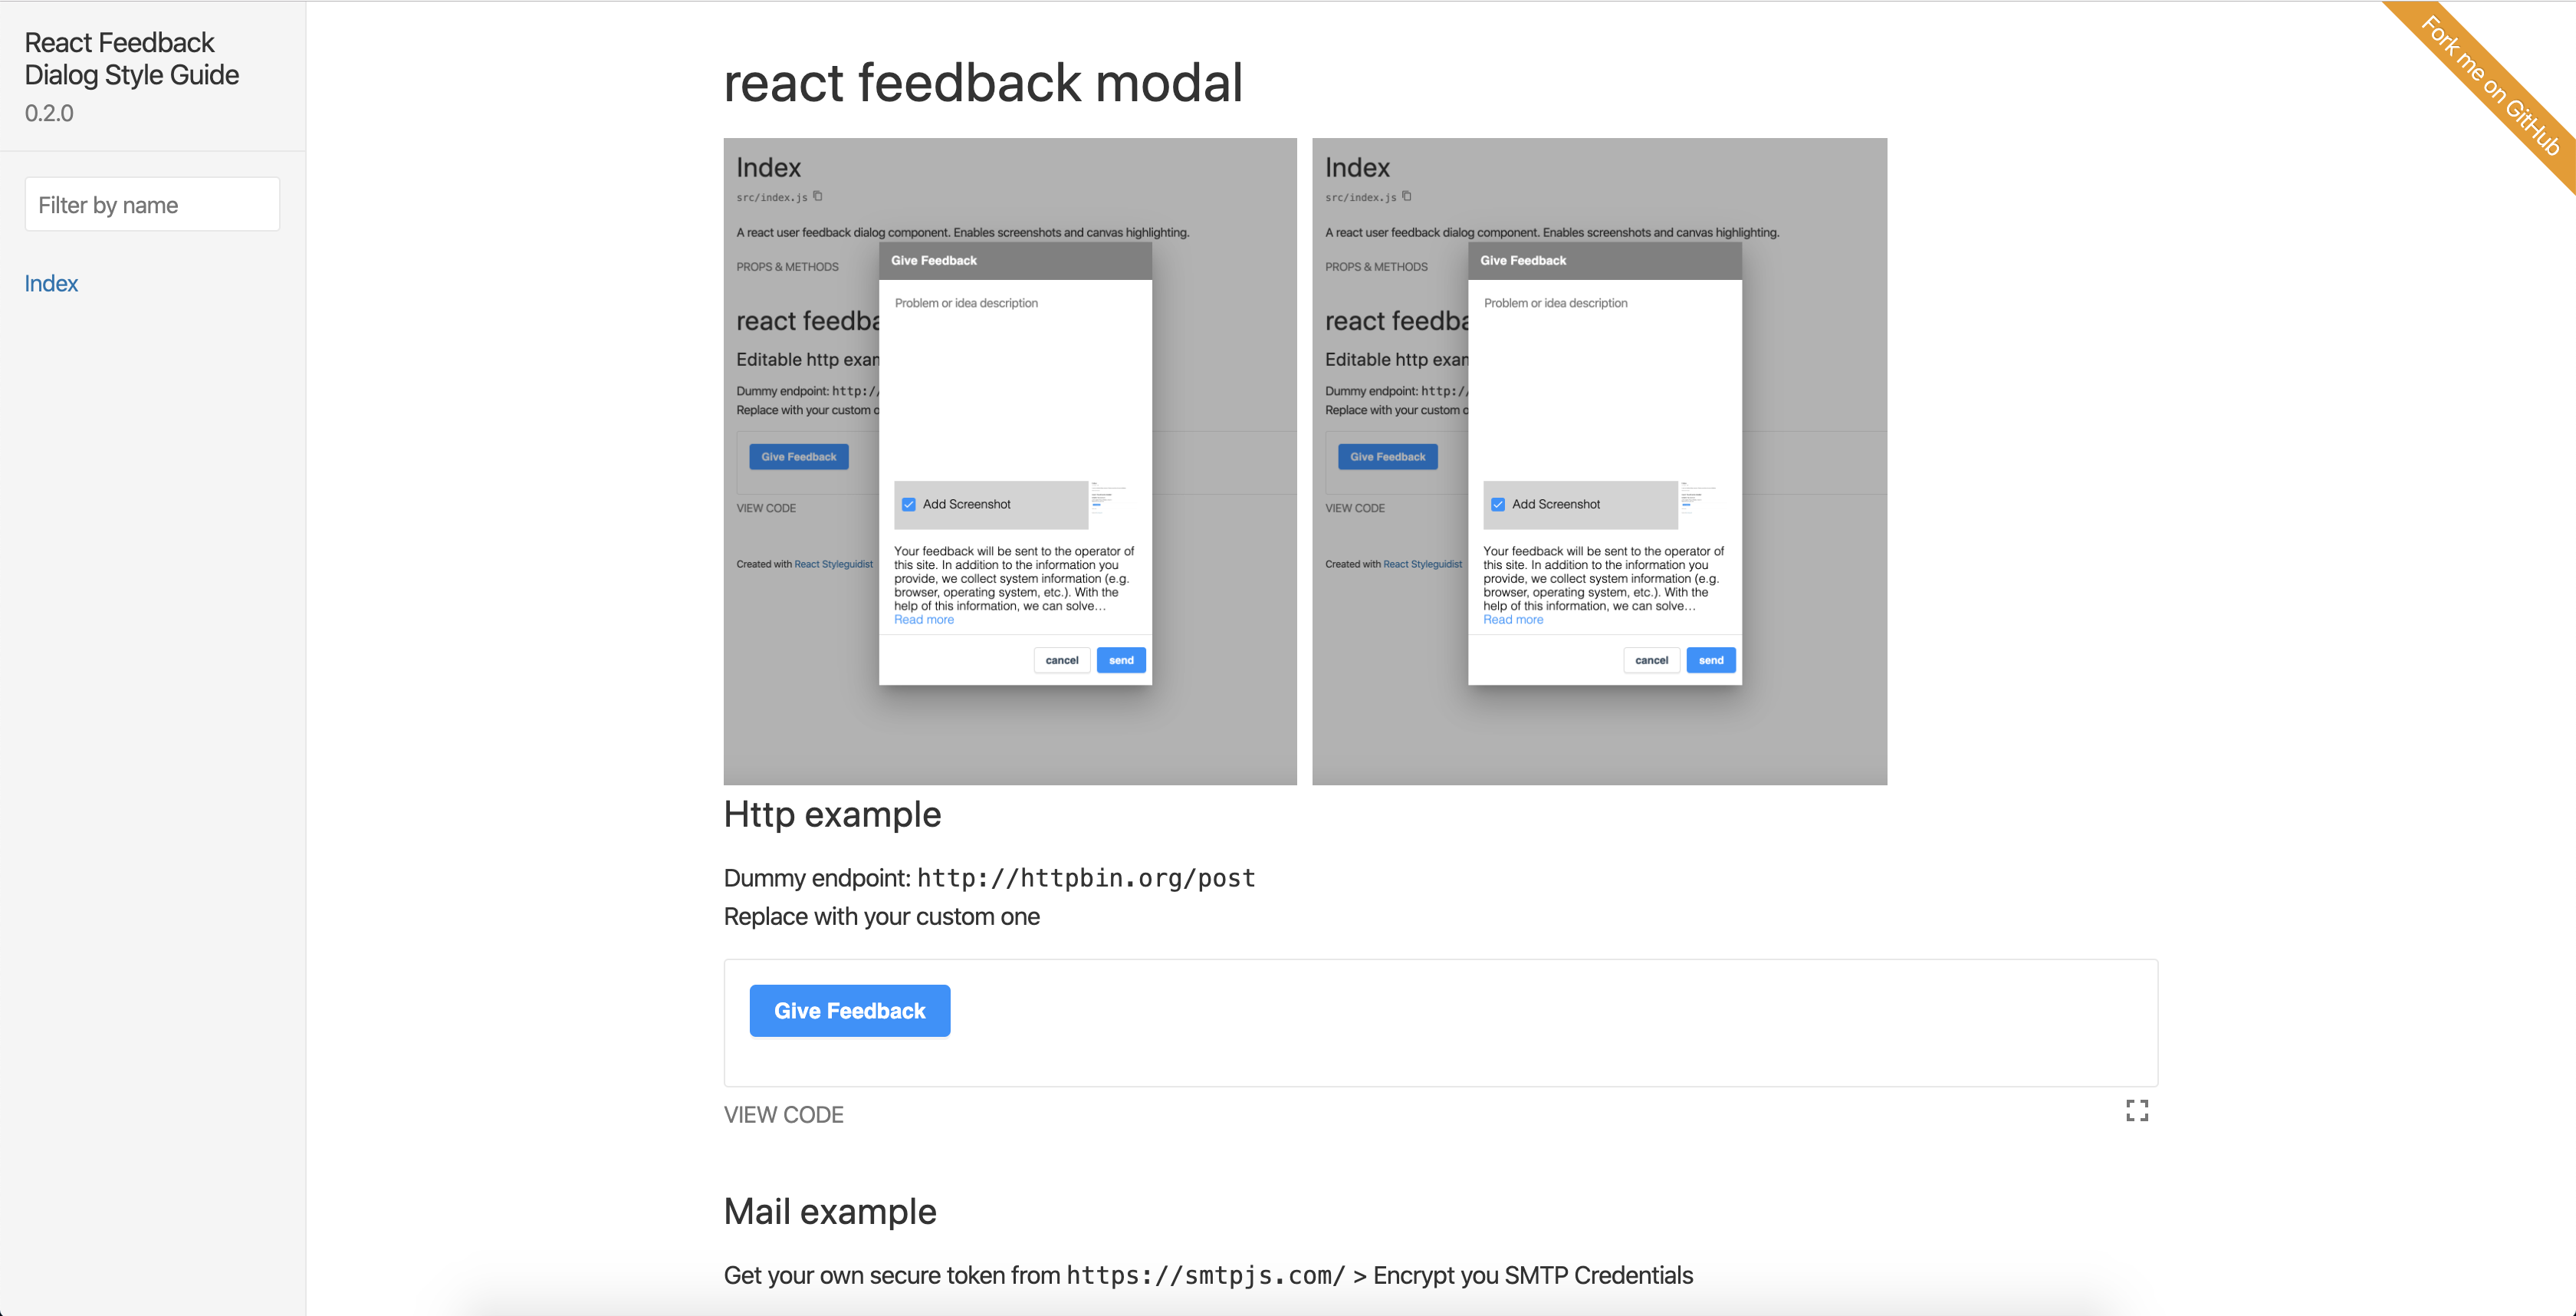 React Feedback
Dialog Style Guide
0.2.0
Filter by name
Index
Fork me on GitHub
react feedback modal
Index
src/index.js
A react user feedback dialog component. Enables screenshots and canvas highlighting.
PROPS & METHODS
react feedba
Editable http exan
Dummy endpoint: http:/
Replace with your custom o
Give Feedback
VIEW CODE
Created with React Styleguidist
Give Feedback
Problem or idea description
Add Screenshot
Your feedback will be sent to the operator of
this site. In addition to the information you
provide, we collect system information (e.g.
browser, operating system, etc.). With the
help of this information, we can solve…
Read more
cancel send
Index
src/index.js
A react user feedback dialog component. Enables screenshots and canvas highlighting.
PROPS & METHODS
react feedba
Editable http exan
Dummy endpoint: http:/
Replace with your custom o
Give Feedback
VIEW CODE
Created with React Styleguidist
Give Feedback
Problem or idea description
Add Screenshot
Your feedback will be sent to the operator of
this site. In addition to the information you
provide, we collect system information (e.g.
browser, operating system, etc.). With the
help of this information, we can solve…
Read more
cancel send
Http example
Dummy endpoint: http://httpbin.org/post
Replace with your custom one
Give Feedback
VIEW CODE
Mail example
Get your own secure token from https://smtpjs.com/ > Encrypt you SMTP Credentials